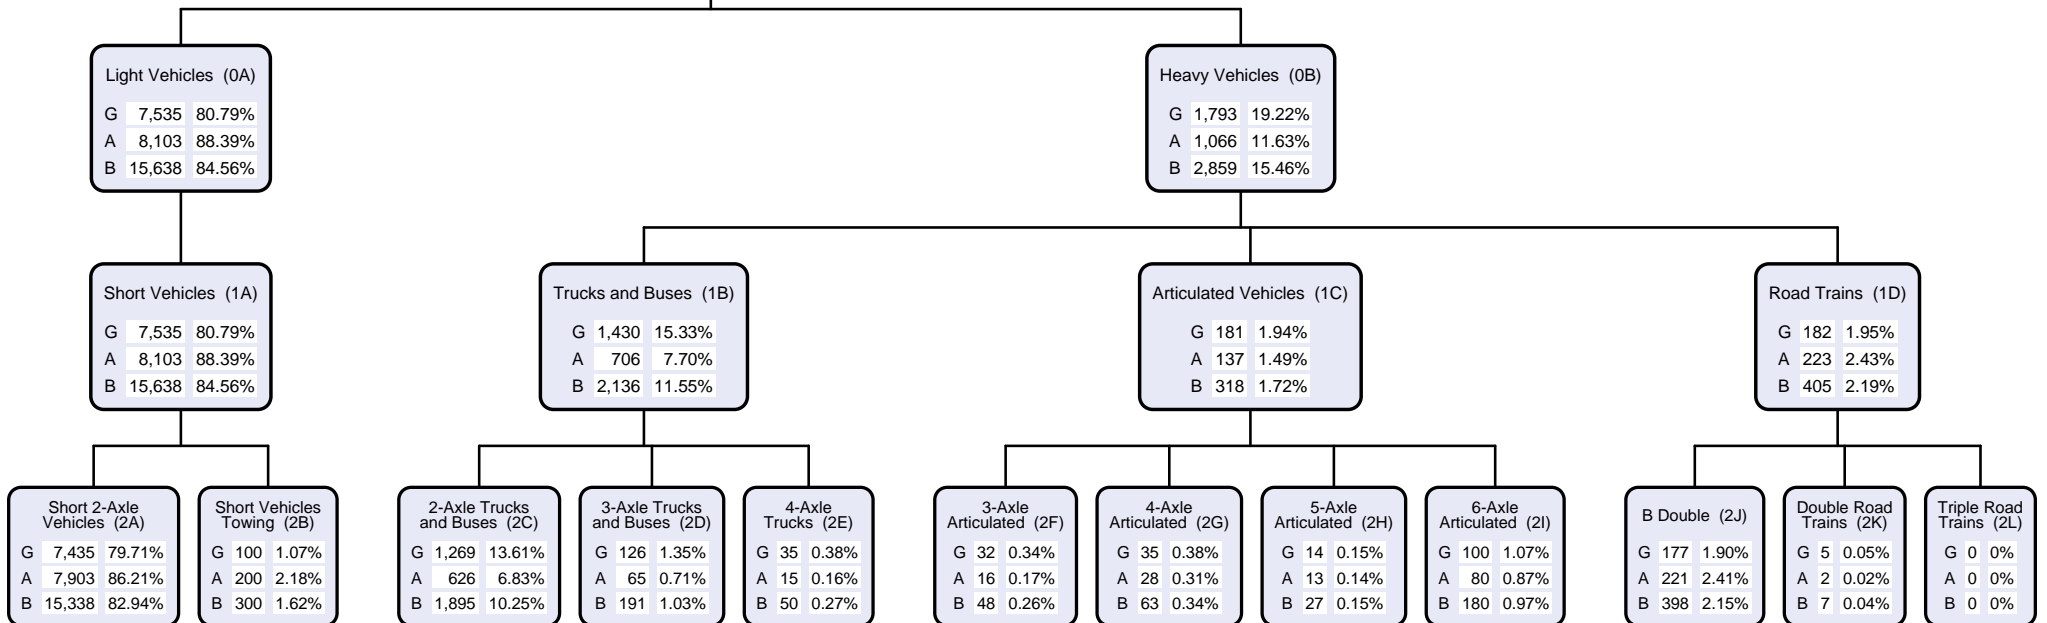 Light Vehicles (0A)
G 7,535 80.79%
A 8,103 88.39%
B 15,638 84.56%
Heavy Vehicles (0B)
G 1,793 19.22%
A 1,066 11.63%
B 2,859 15.46%
Short Vehicles (1A)
G 7,535 80.79%
A 8,103 88.39%
B 15,638 84.56%
Trucks and Buses (1B)
G 1,430 15.33%
A 706 7.70%
B 2,136 11.55%
Articulated Vehicles (1C)
G 181 1.94%
A 137 1.49%
B 318 1.72%
Road Trains (1D)
G 182 1.95%
A 223 2.43%
B 405 2.19%
Short 2-Axle
Vehicles (2A)
G 7,435 79.71%
A 7,903 86.21%
B 15,338 82.94%
Short Vehicles
Towing (2B)
G 100 1.07%
A 200 2.18%
B 300 1.62%
2-Axle Trucks
and Buses (2C)
G 1,269 13.61%
A 626 6.83%
B 1,895 10.25%
3-Axle Trucks
and Buses (2D)
G 126 1.35%
A 65 0.71%
B 191 1.03%
4-Axle
Trucks (2E)
G 35 0.38%
A 15 0.16%
B 50 0.27%
3-Axle
Articulated (2F)
G 32 0.34%
A 16 0.17%
B 48 0.26%
4-Axle
Articulated (2G)
G 35 0.38%
A 28 0.31%
B 63 0.34%
5-Axle
Articulated (2H)
G 14 0.15%
A 13 0.14%
B 27 0.15%
6-Axle
Articulated (2I)
G 100 1.07%
A 80 0.87%
B 180 0.97%
B Double (2J)
G 177 1.90%
A 221 2.41%
B 398 2.15%
Double Road
Trains (2K)
G 5 0.05%
A 2 0.02%
B 7 0.04%
Triple Road
Trains (2L)
G 0 0%
A 0 0%
B 0 0%